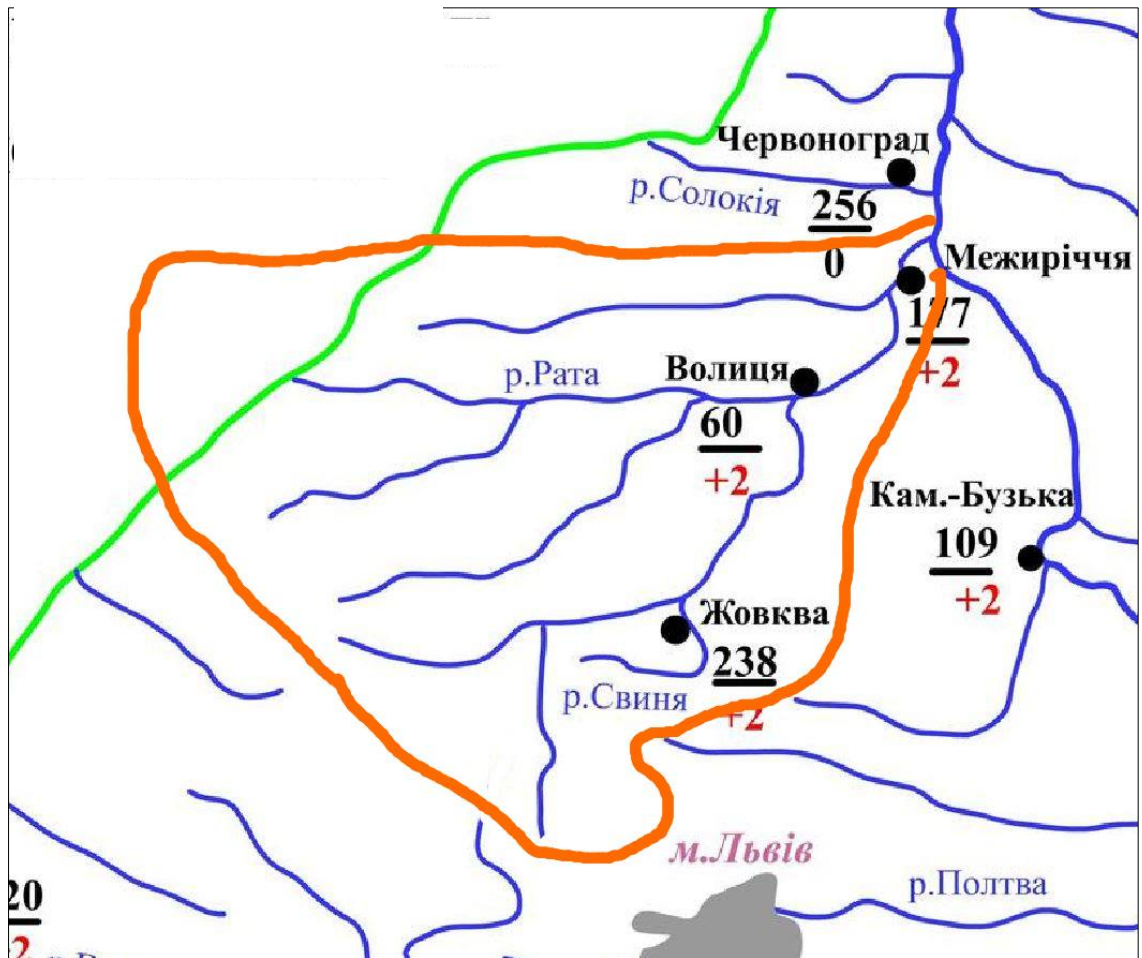 Червоноград
р.Солокія
256
0
Межиріччя
177
+2
р.Рата
Волиця
60
+2
Кам.-Бузька
109
+2
Жовква
238
+2
р.Свиня
м.Львів
р.Полтва
20
2